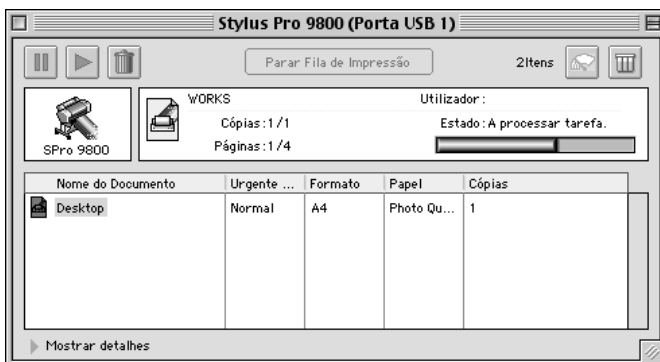 Stylus Pro 9800 (Porta USB 1)
Parar Fila de Impressão
2Itens
SPro 9800
WORKS
Utilizador:
Cópias:1/1
Estado:A processar tarefa.
Páginas:1/4
Nome do Documento Urgente ... Formato Papel Cópias
Desktop Normal A4 Photo Qu... 1
Mostrar detalhes